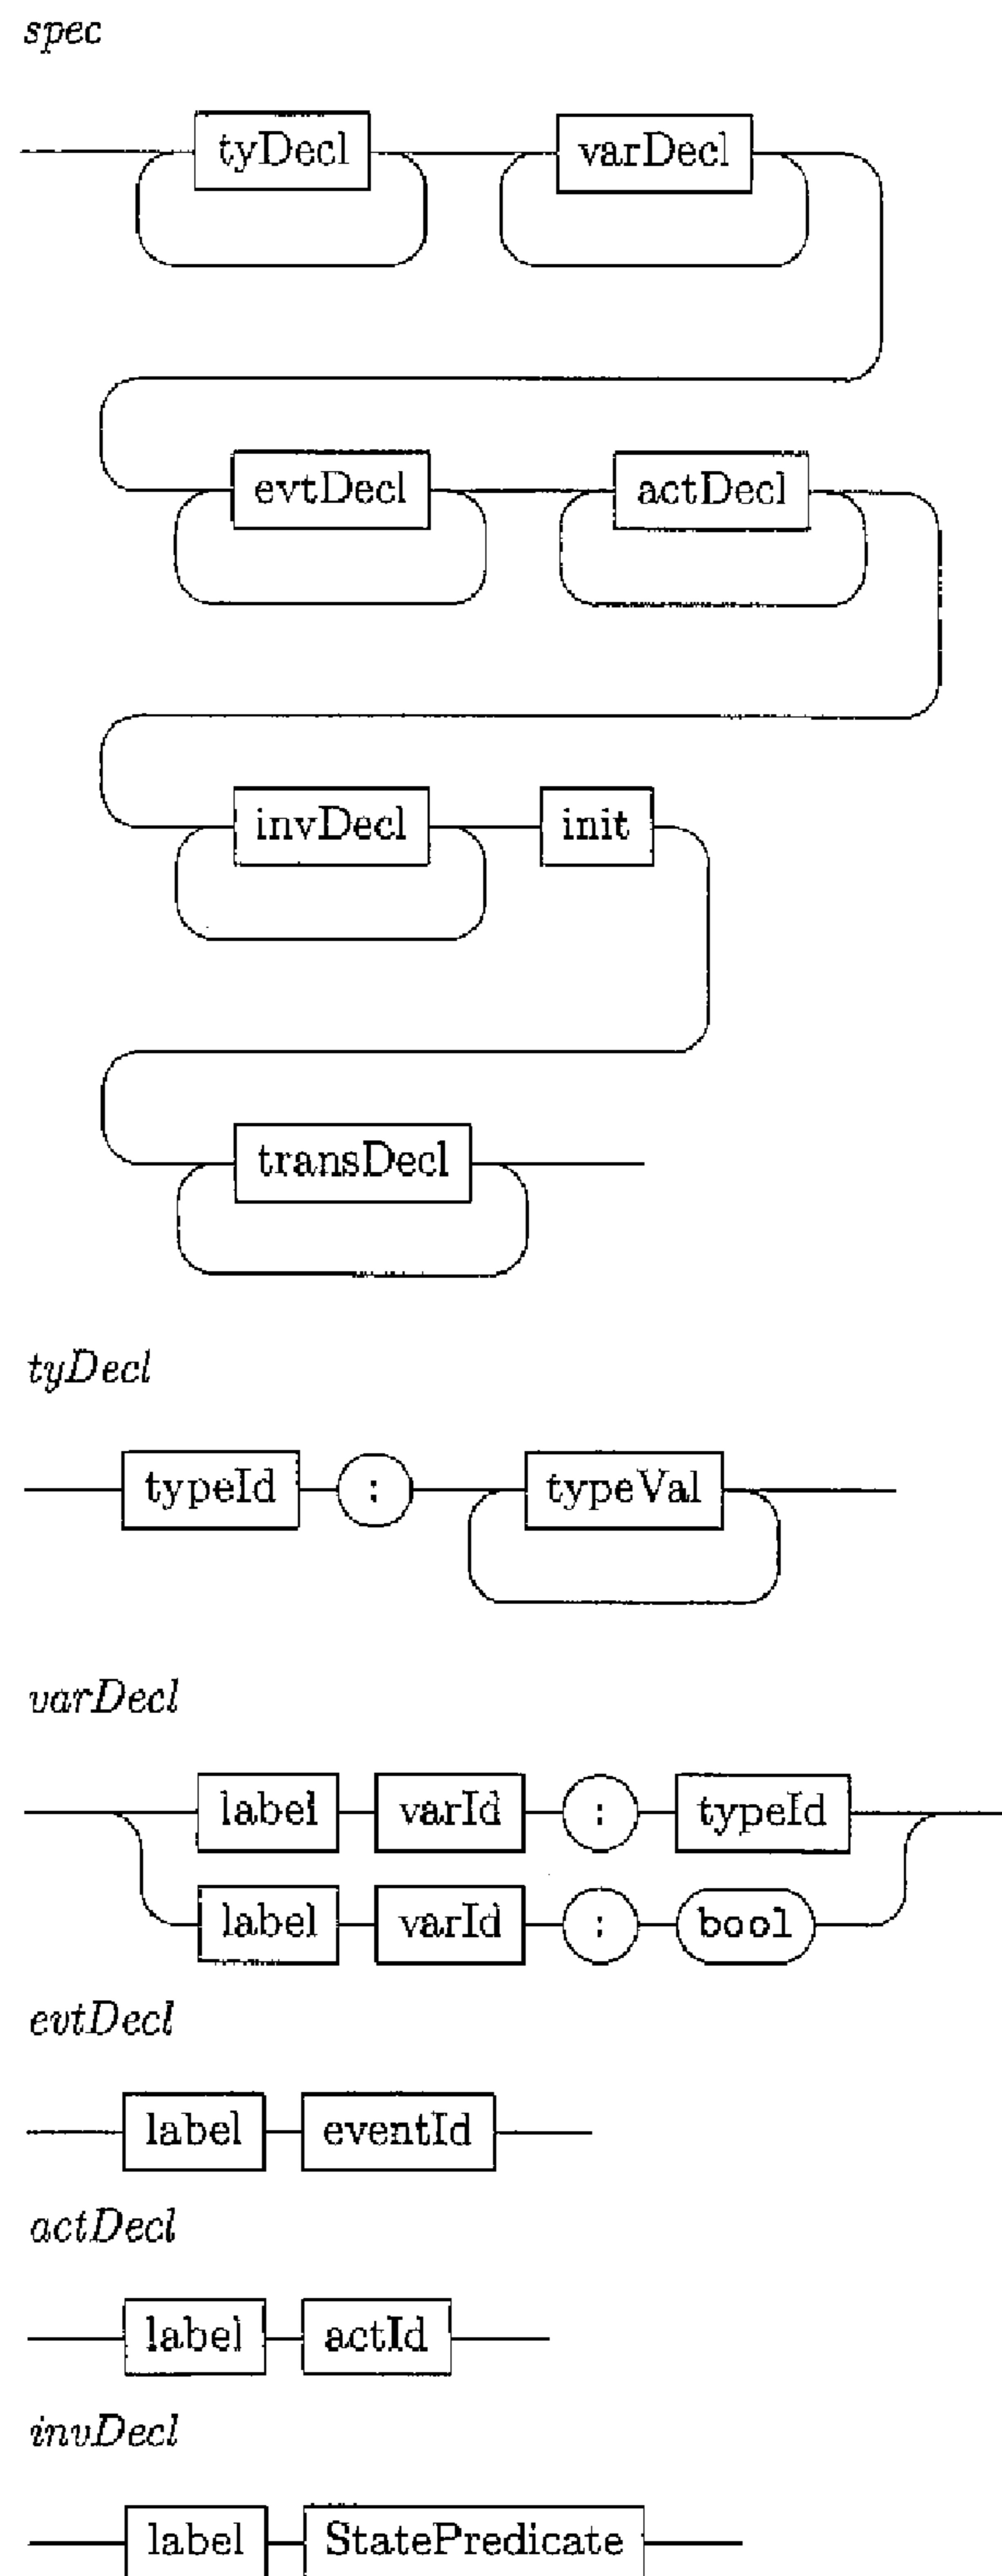 spec
tyDecl varDecl
evtDecl actDecl
invDecl init
transDecl
tyDecl
typeId : typeVal
varDecl
label varId : typeId
label varId : bool
evtDecl
label eventId
actDecl
label actId
invDecl
label StatePredicate